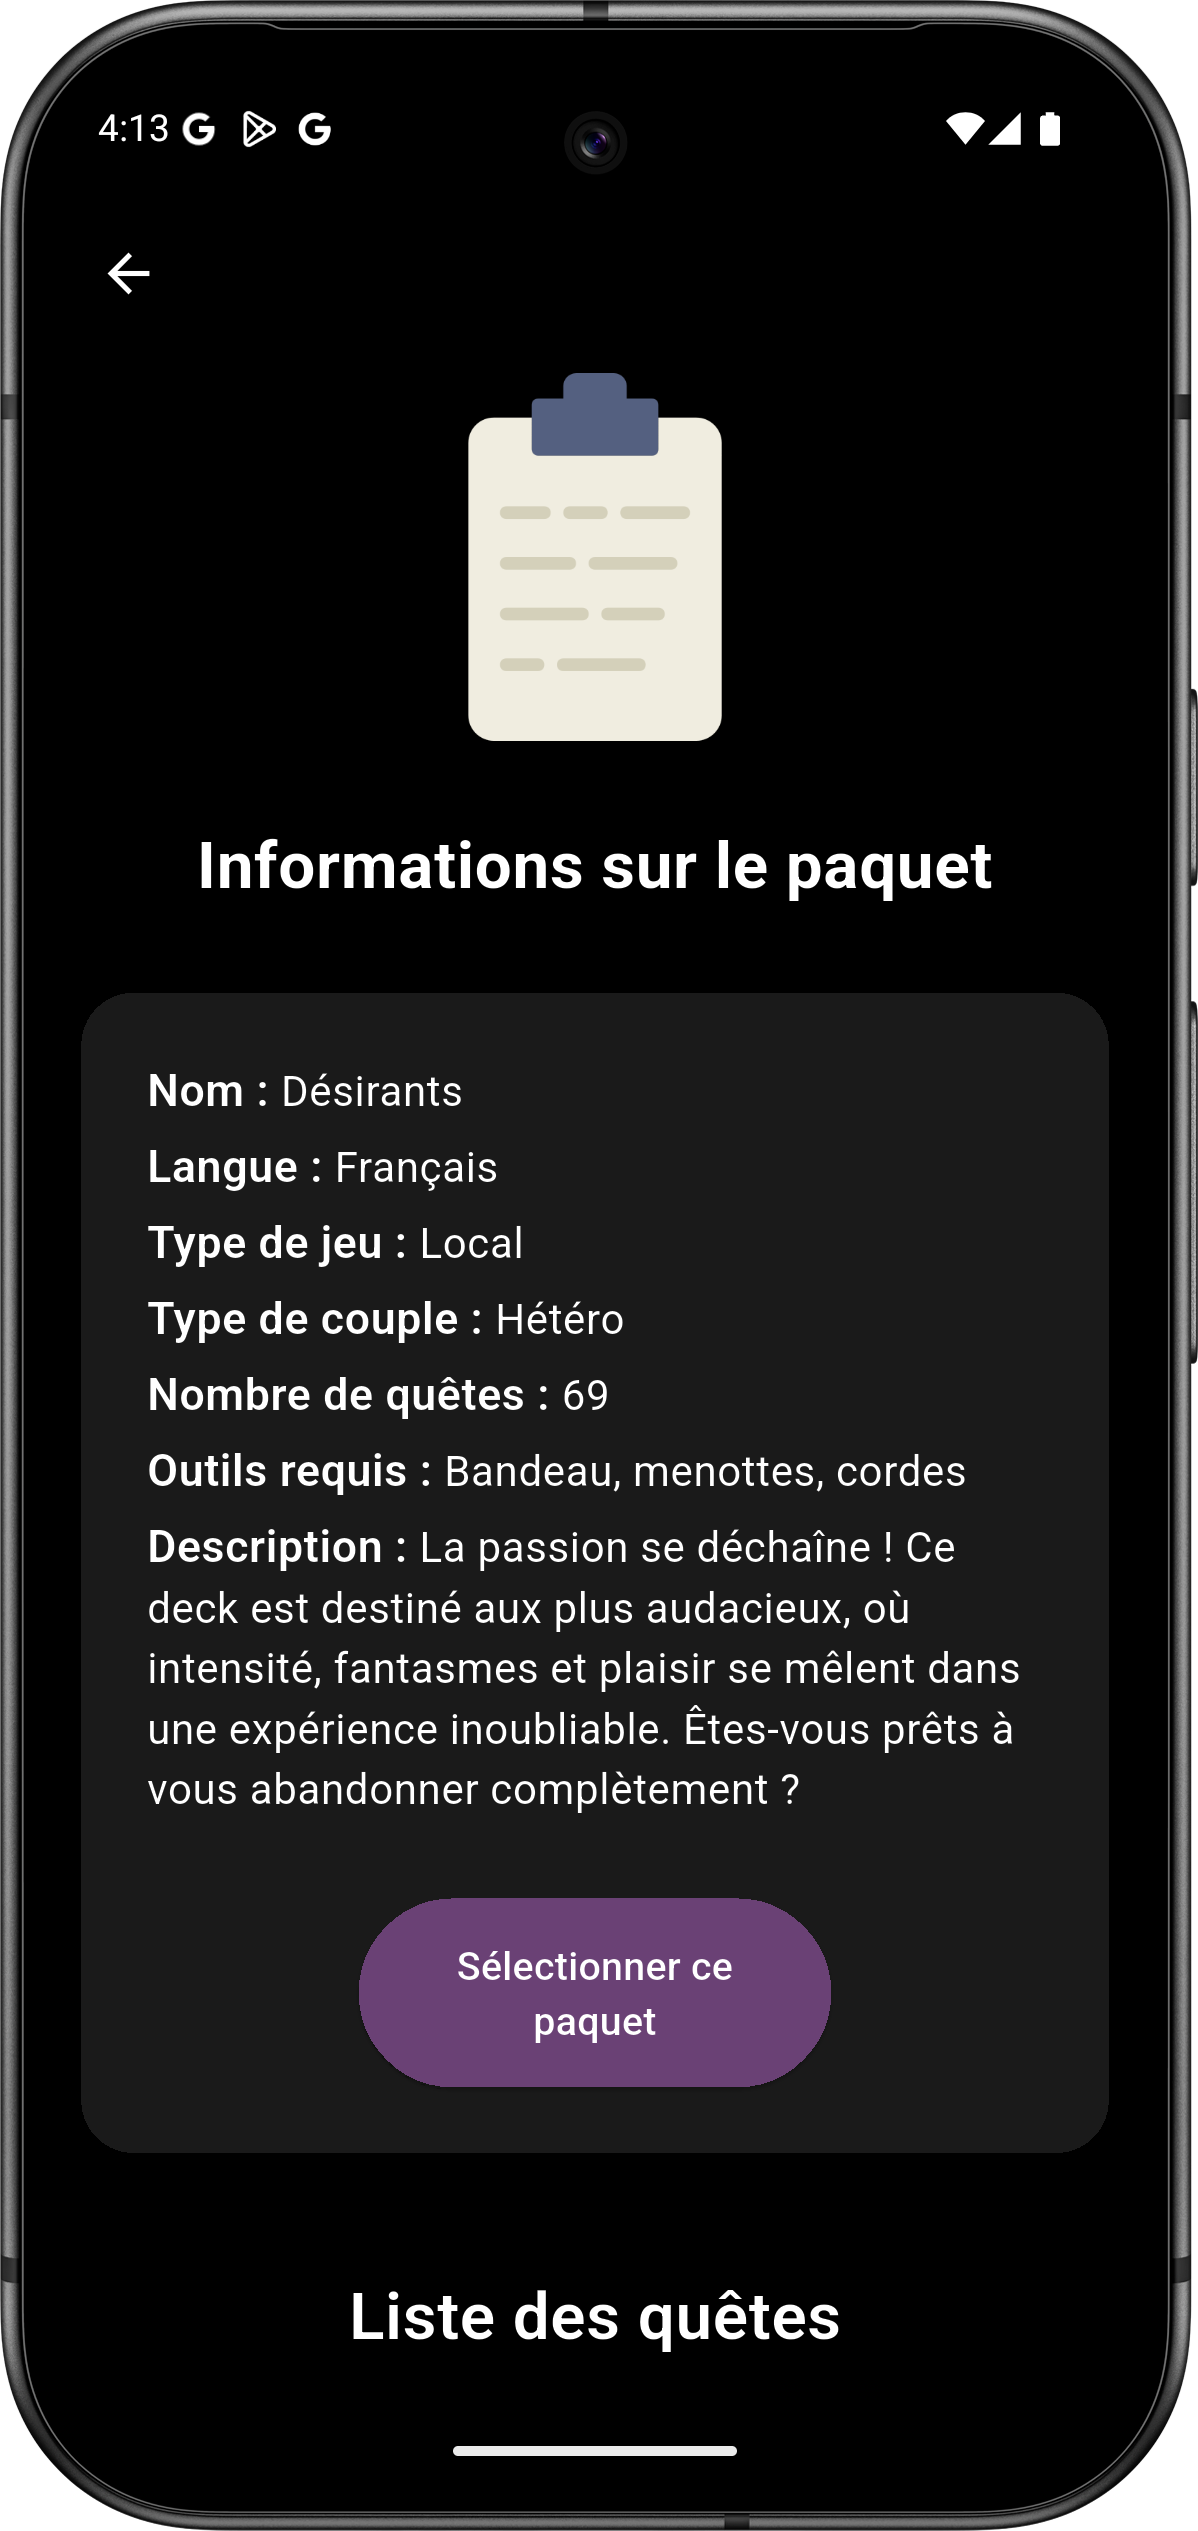 4:13
Informations sur le paquet
Nom : Désirants
Langue : Français
Type de jeu : Local
Type de couple : Hétéro
Nombre de quêtes : 69
Outils requis : Bandeau, menottes, cordes
Description : La passion se déchaîne ! Ce
deck est destiné aux plus audacieux, où
intensité, fantasmes et plaisir se mêlent dans
une expérience inoubliable. Êtes-vous prêts à
vous abandonner complètement ?
Sélectionner ce
paquet
Liste des quêtes